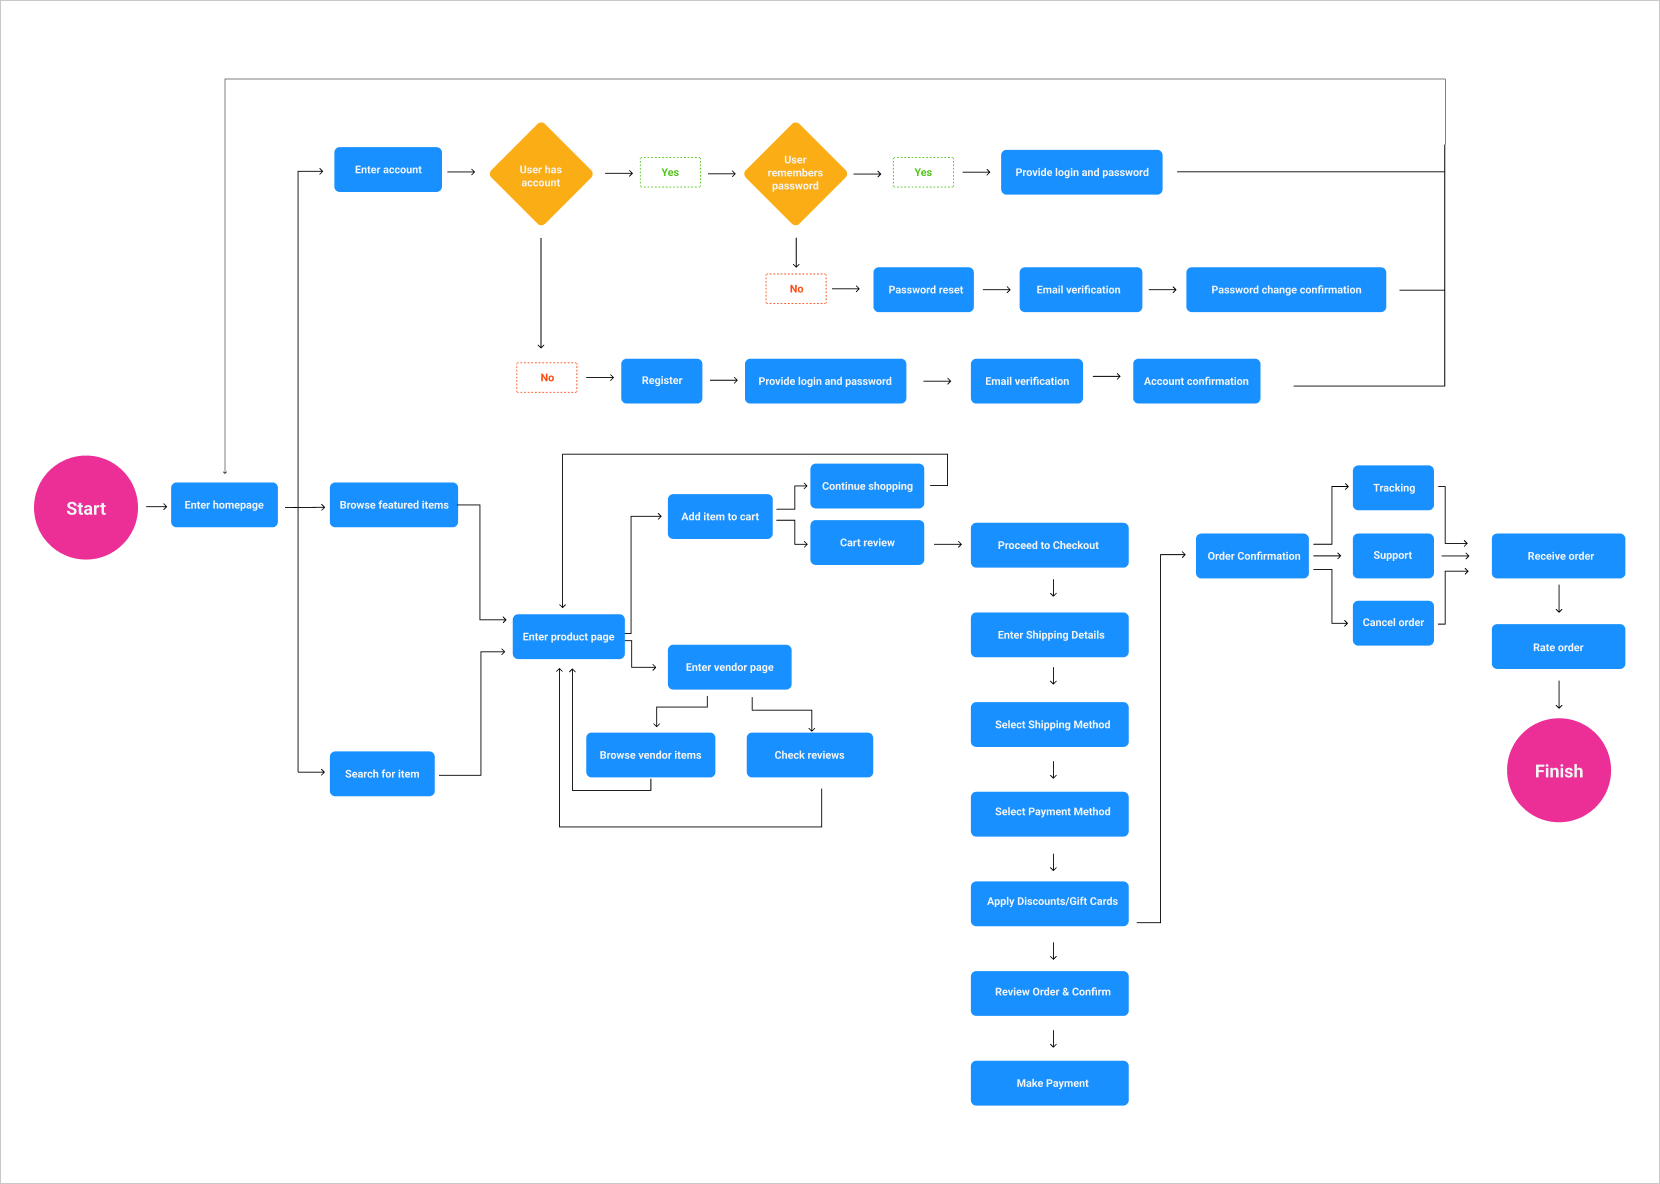 Enter account
User has
account
Yes
User
remembers
password
Yes
Provide login and password
No
Password reset
Email verification
Password change confirmation
No
Register
Provide login and password
Email verification
Account confirmation
Start
Enter homepage
Browse featured items
Search for item
Enter product page
Add item to cart
Continue shopping
Cart review
Enter vendor page
Browse vendor items
Check reviews
Proceed to Checkout
Enter Shipping Details
Select Shipping Method
Select Payment Method
Apply Discounts/Gift Cards
Review Order & Confirm
Make Payment
Order Confirmation
Tracking
Support
Cancel order
Receive order
Rate order
Finish